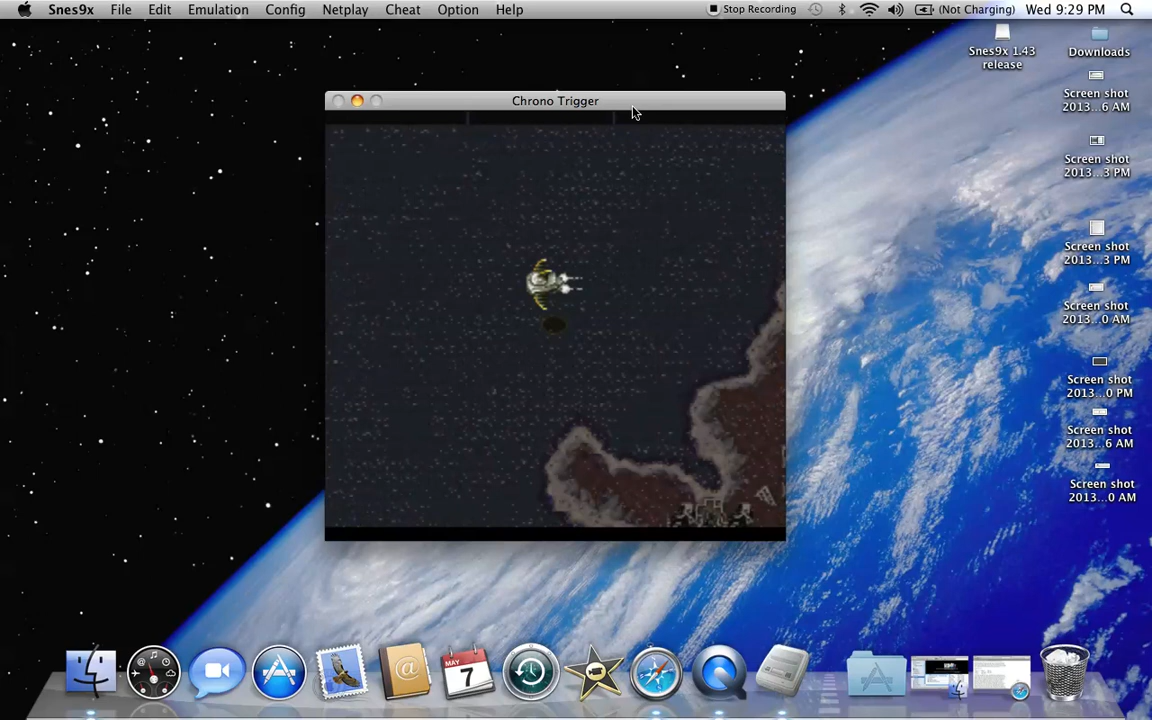 Snes9x File Edit Emulation Config Netplay Cheat Option Help Stop Recording (Not Charging) Wed 9:29 PM
Snes9x 1.43
release
Downloads
Screen shot
2013...6 AM
Screen shot
2013...3 PM
Screen shot
2013...3 PM
Screen shot
2013...0 AM
Screen shot
2013...0 PM
Screen shot
2013...6 AM
Screen shot
2013...0 AM
Chrono Trigger
MAY
7